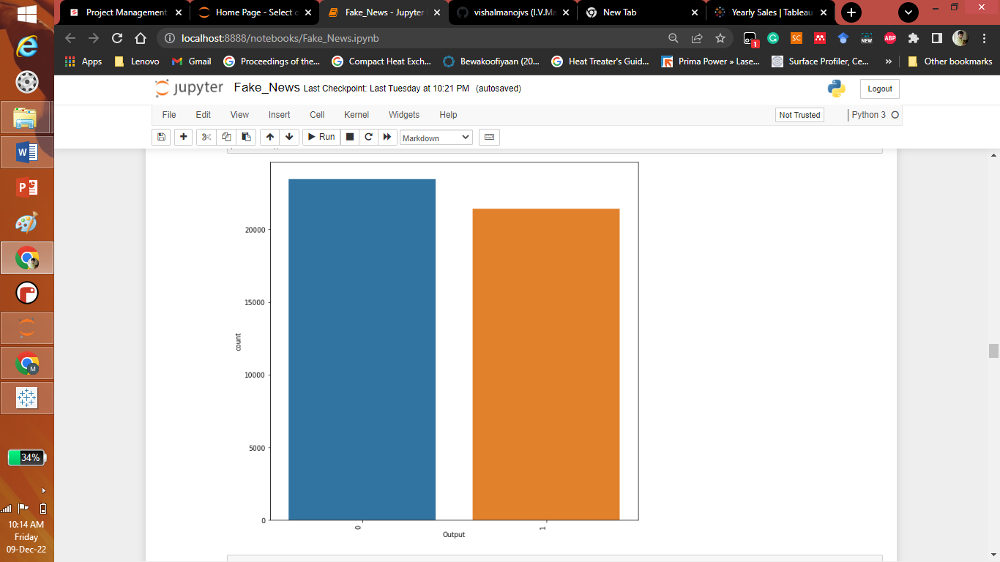 Project Management
Home Page - Select o
Fake_News - Jupyter
vishalmanojvs (I.V.Ma
New Tab
Yearly Sales | Tableau
localhost:8888/notebooks/Fake_News.ipynb
1
SC
NEW
ABP
Apps
Lenovo
Gmail
Proceedings of the...
Compact Heat Exch...
Bewakoofiyaan (20...
Heat Treater's Guid...
Prima Power » Lase...
Surface Profiler, Ce...
»
Other bookmarks
jupyter
Fake_News Last Checkpoint: Last Tuesday at 10:21 PM (autosaved)
Logout
File
Edit
View
Insert
Cell
Kernel
Widgets
Help
Not Trusted
Python 3
Run
Markdown
20000
15000
10000
5000
0
count
0
1
Output
W
P
M
34%
10:14 AM
Friday
09-Dec-22